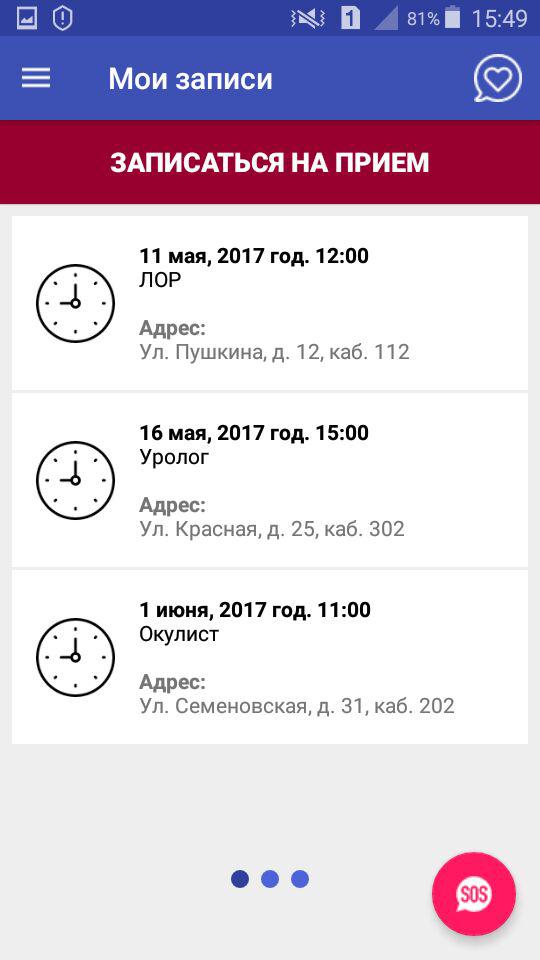 1 81% 15:49
Мои записи
ЗАПИСАТЬСЯ НА ПРИЕМ
11 мая, 2017 год. 12:00
ЛОР
Адрес:
Ул. Пушкина, д. 12, каб. 112
16 мая, 2017 год. 15:00
Уролог
Адрес:
Ул. Красная, д. 25, каб. 302
1 июня, 2017 год. 11:00
Окулист
Адрес:
Ул. Семеновская, д. 31, каб. 202
SOS